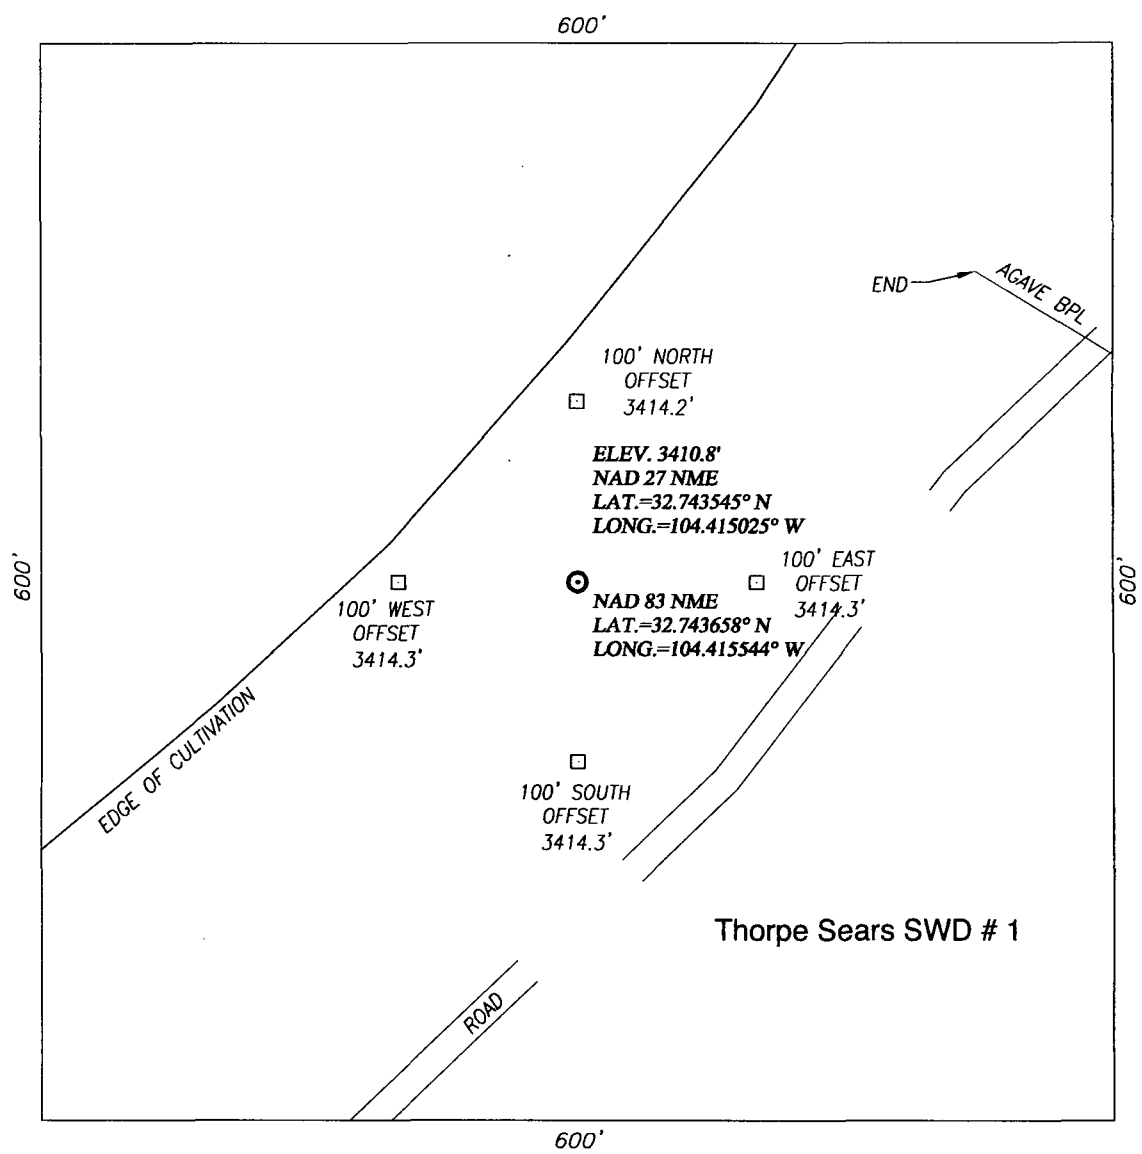 600'
END
AGAVE BPL
100' NORTH
OFFSET
3414.2'
ELEV. 3410.8'
NAD 27 NME
LAT.=32.743545° N
LONG.=104.415025° W
600'
600'
100' EAST
OFFSET
3414.3'
100' WEST
OFFSET
3414.3'
NAD 83 NME
LAT.=32.743658° N
LONG.=104.415544° W
EDGE OF CULTIVATION
100' SOUTH
OFFSET
3414.3'
Thorpe Sears SWD # 1
ROAD
600'